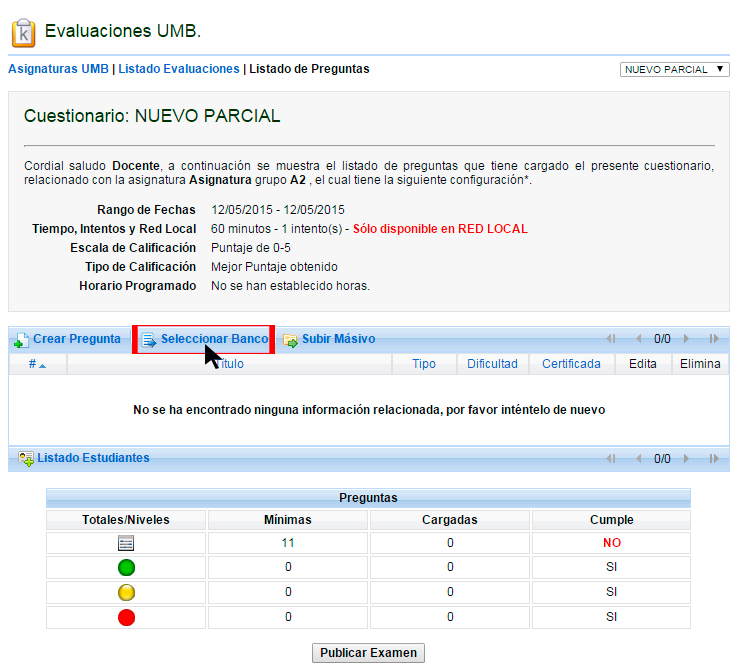 Evaluaciones UMB.
Asignaturas UMB | Listado Evaluaciones | Listado de Preguntas
NUEVO PARCIAL
Cuestionario: NUEVO PARCIAL
Cordial saludo Docente, a continuación se muestra el listado de preguntas que tiene cargado el presente cuestionario,
relacionado con la asignatura Asignatura grupo A2 , el cual tiene la siguiente configuración*.
Rango de Fechas 12/05/2015 - 12/05/2015
Tiempo, Intentos y Red Local 60 minutos - 1 intento(s) - Sólo disponible en RED LOCAL
Escala de Calificación Puntaje de 0-5
Tipo de Calificación Mejor Puntaje obtenido
Horario Programado No se han establecido horas.
Crear Pregunta Seleccionar Banco Subir Másivo 0/0
# Título Tipo Dificultad Certificada Edita Elimina
No se ha encontrado ninguna información relacionada, por favor inténtelo de nuevo
Listado Estudiantes 0/0
Preguntas
Totales/Niveles Mínimas Cargadas Cumple
11 0 NO
0 0 SI
0 0 SI
0 0 SI
Publicar Examen